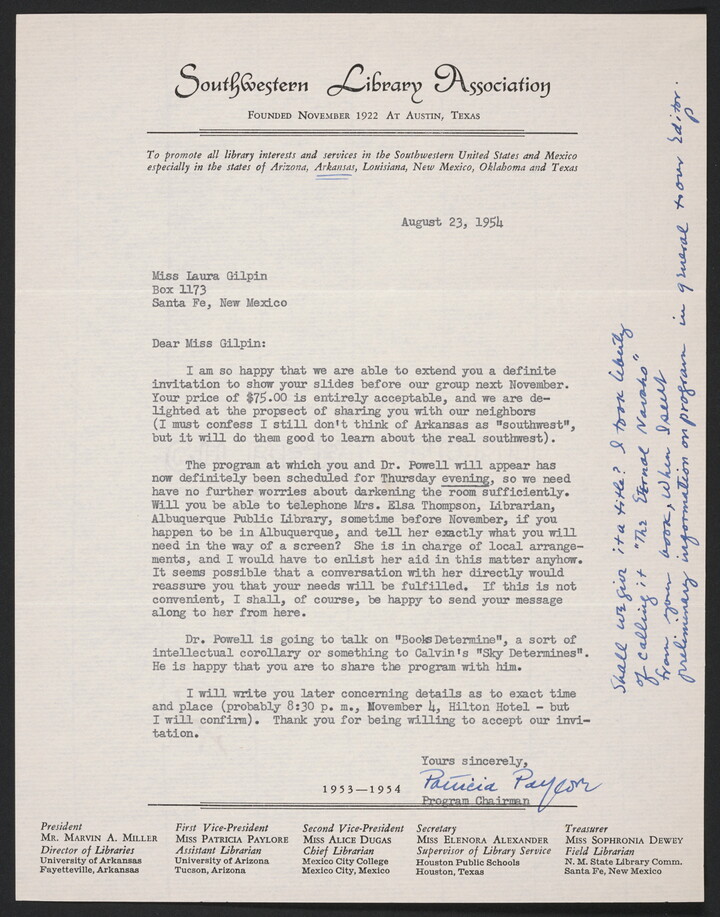 Southwestern Library Association
FOUNDED NOVEMBER 1922 AT AUSTIN, TEXAS
To promote all library interests and services in the Southwestern United States and Mexico
especially in the states of Arizona, Arkansas, Louisiana, New Mexico, Oklahoma and Texas
August 23, 1954
Miss Laura Gilpin
Box 1173
Santa Fe, New Mexico
Dear Miss Gilpin:
I am so happy that we are able to extend you a definite
invitation to show your slides before our group next November.
Your price of $75.00 is entirely acceptable, and we are de-
lighted at the propsect of sharing you with our neighbors
(I must confess I still don't think of Arkansas as "southwest",
but it will do them good to learn about the real southwest).
The program at which you and Dr. Powell will appear has
now definitely been scheduled for Thursday evening, so we need
have no further worries about darkening the room sufficiently.
Will you be able to telephone Mrs. Elsa Thompson, Librarian,
Albuquerque Public Library, sometime before November, if you
happen to be in Albuquerque, and tell her exactly what you will
need in the way of a screen? She is in charge of local arrange-
ments, and I would have to enlist her aid in this matter anyhow.
It seems possible that a conversation with her directly would
reassure you that your needs will be fulfilled. If this is not
convenient, I shall, of course, be happy to send your message
along to her from here.
Dr. Powell is going to talk on "Books Determine", a sort of
intellectual corollary or something to Calvin's "Sky Determines".
He is happy that you are to share the program with him.
I will write you later concerning details as to exact time
and place (probably 8:30 p. m., November 4, Hilton Hotel - but
I will confirm). Thank you for being willing to accept our invi-
tation.
Yours sincerely,
Patricia Paylore
Program Chairman
Shall we give it a title? I took liberty
of calling it "The Eternal Navaho"
from your book, when I sent
preliminary information on program in general to our Editor.
1953—1954
President
MR. MARVIN A. MILLER
Director of Libraries
University of Arkansas
Fayetteville, Arkansas
First Vice-President
MISS PATRICIA PAYLORE
Assistant Librarian
University of Arizona
Tucson, Arizona
Second Vice-President
MISS ALICE DUGAS
Chief Librarian
Mexico City College
Mexico City, Mexico
Secretary
MISS ELENORA ALEXANDER
Supervisor of Library Service
Houston Public Schools
Houston, Texas
Treasurer
MISS SOPHRONIA DEWEY
Field Librarian
N. M. State Library Comm.
Santa Fe, New Mexico